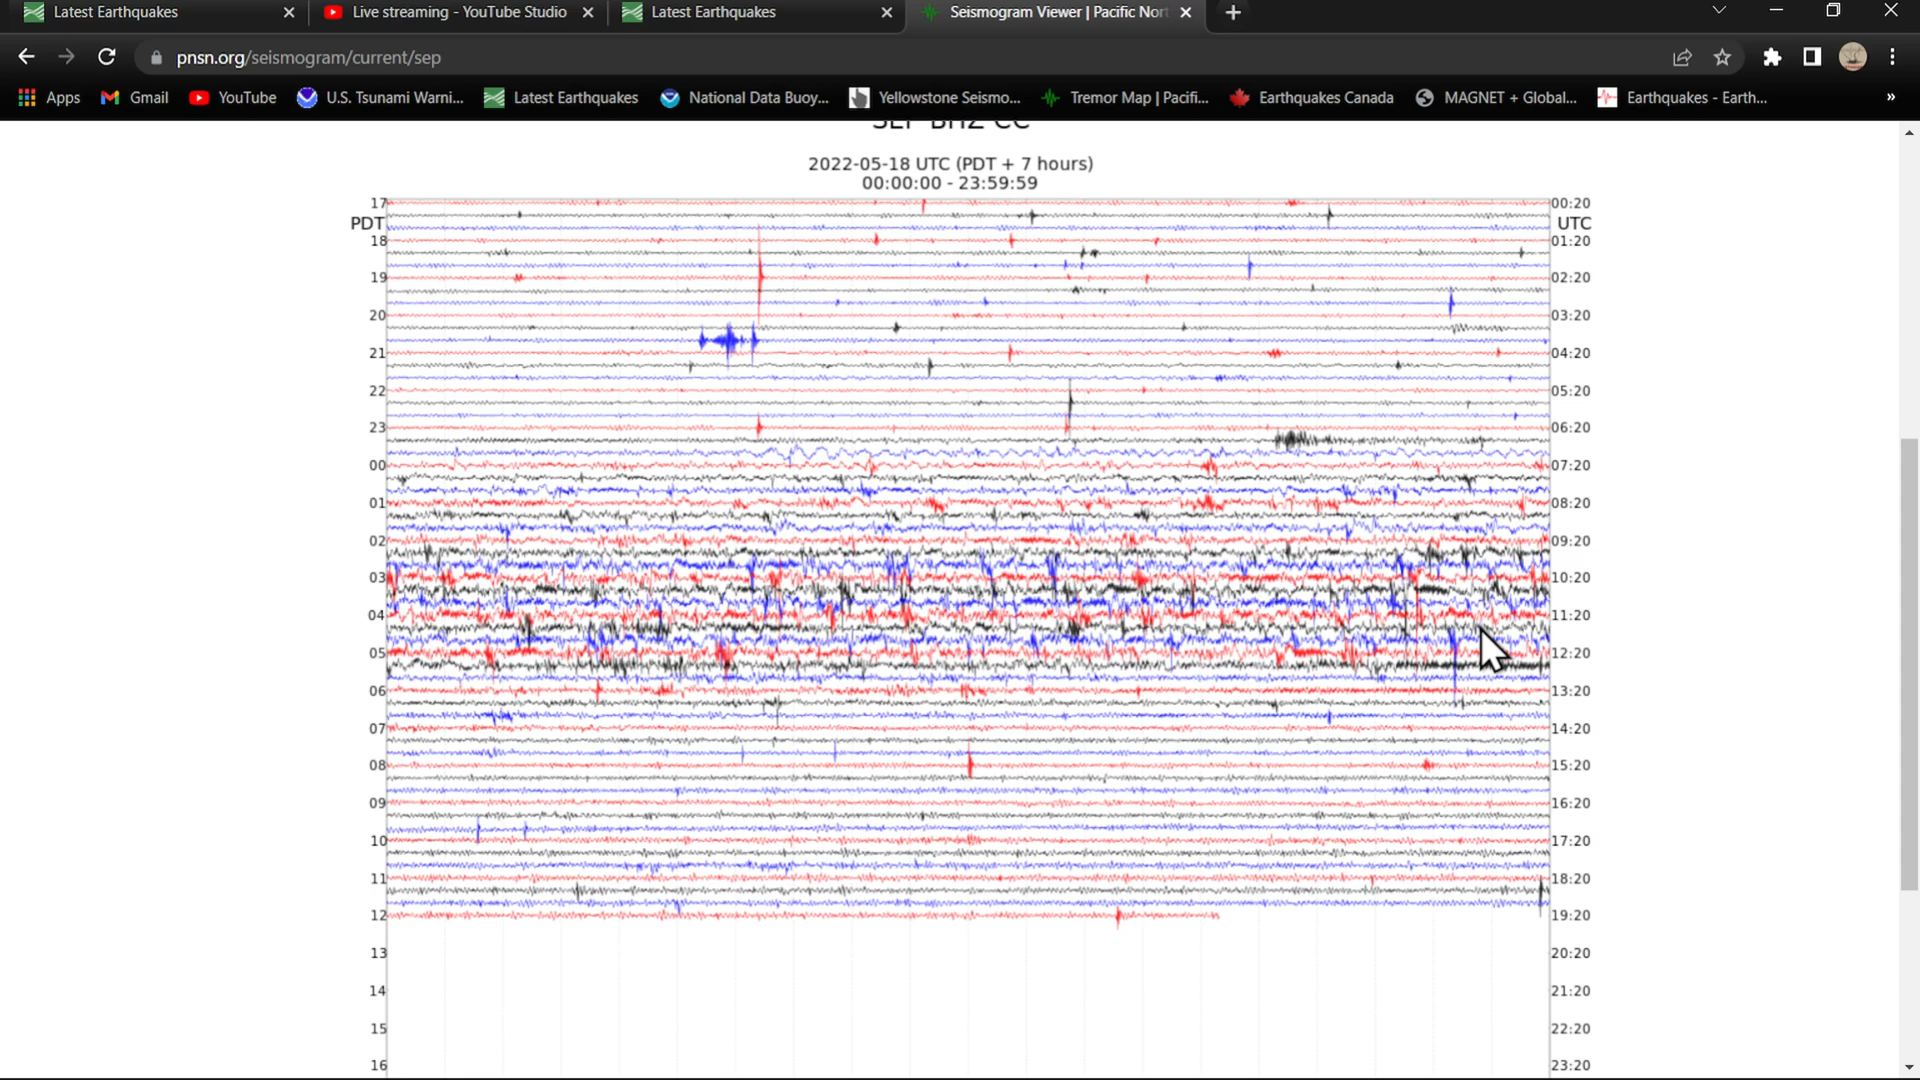 Latest Earthquakes
Live streaming - YouTube Studio
Latest Earthquakes
Seismogram Viewer | Pacific Nort
pnsn.org/seismogram/current/sep
Apps
Gmail
YouTube
U.S. Tsunami Warni...
Latest Earthquakes
National Data Buoy...
Yellowstone Seismo...
Tremor Map | Pacifi...
Earthquakes Canada
MAGNET + Global...
Earthquakes - Earth...
»
SEP BHZ CC
2022-05-18 UTC (PDT + 7 hours)
00:00:00 - 23:59:59
17 00:20
PDT UTC
18 01:20
19 02:20
20 03:20
21 04:20
22 05:20
23 06:20
00 07:20
01 08:20
02 09:20
03 10:20
04 11:20
05 12:20
06 13:20
07 14:20
08 15:20
09 16:20
10 17:20
11 18:20
12 19:20
13 20:20
14 21:20
15 22:20
16 23:20